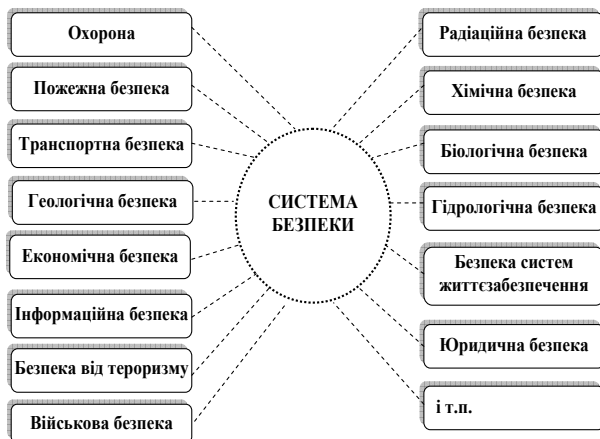 Охорона
Пожежна безпека
Транспортна безпека
Геологічна безпека
Економічна безпека
Інформаційна безпека
Безпека від тероризму
Військова безпека
СИСТЕМА
БЕЗПЕКИ
Радіаційна безпека
Хімічна безпека
Біологічна безпека
Гідрологічна безпека
Безпека систем
життєзабезпечення
Юридична безпека
і т.п.